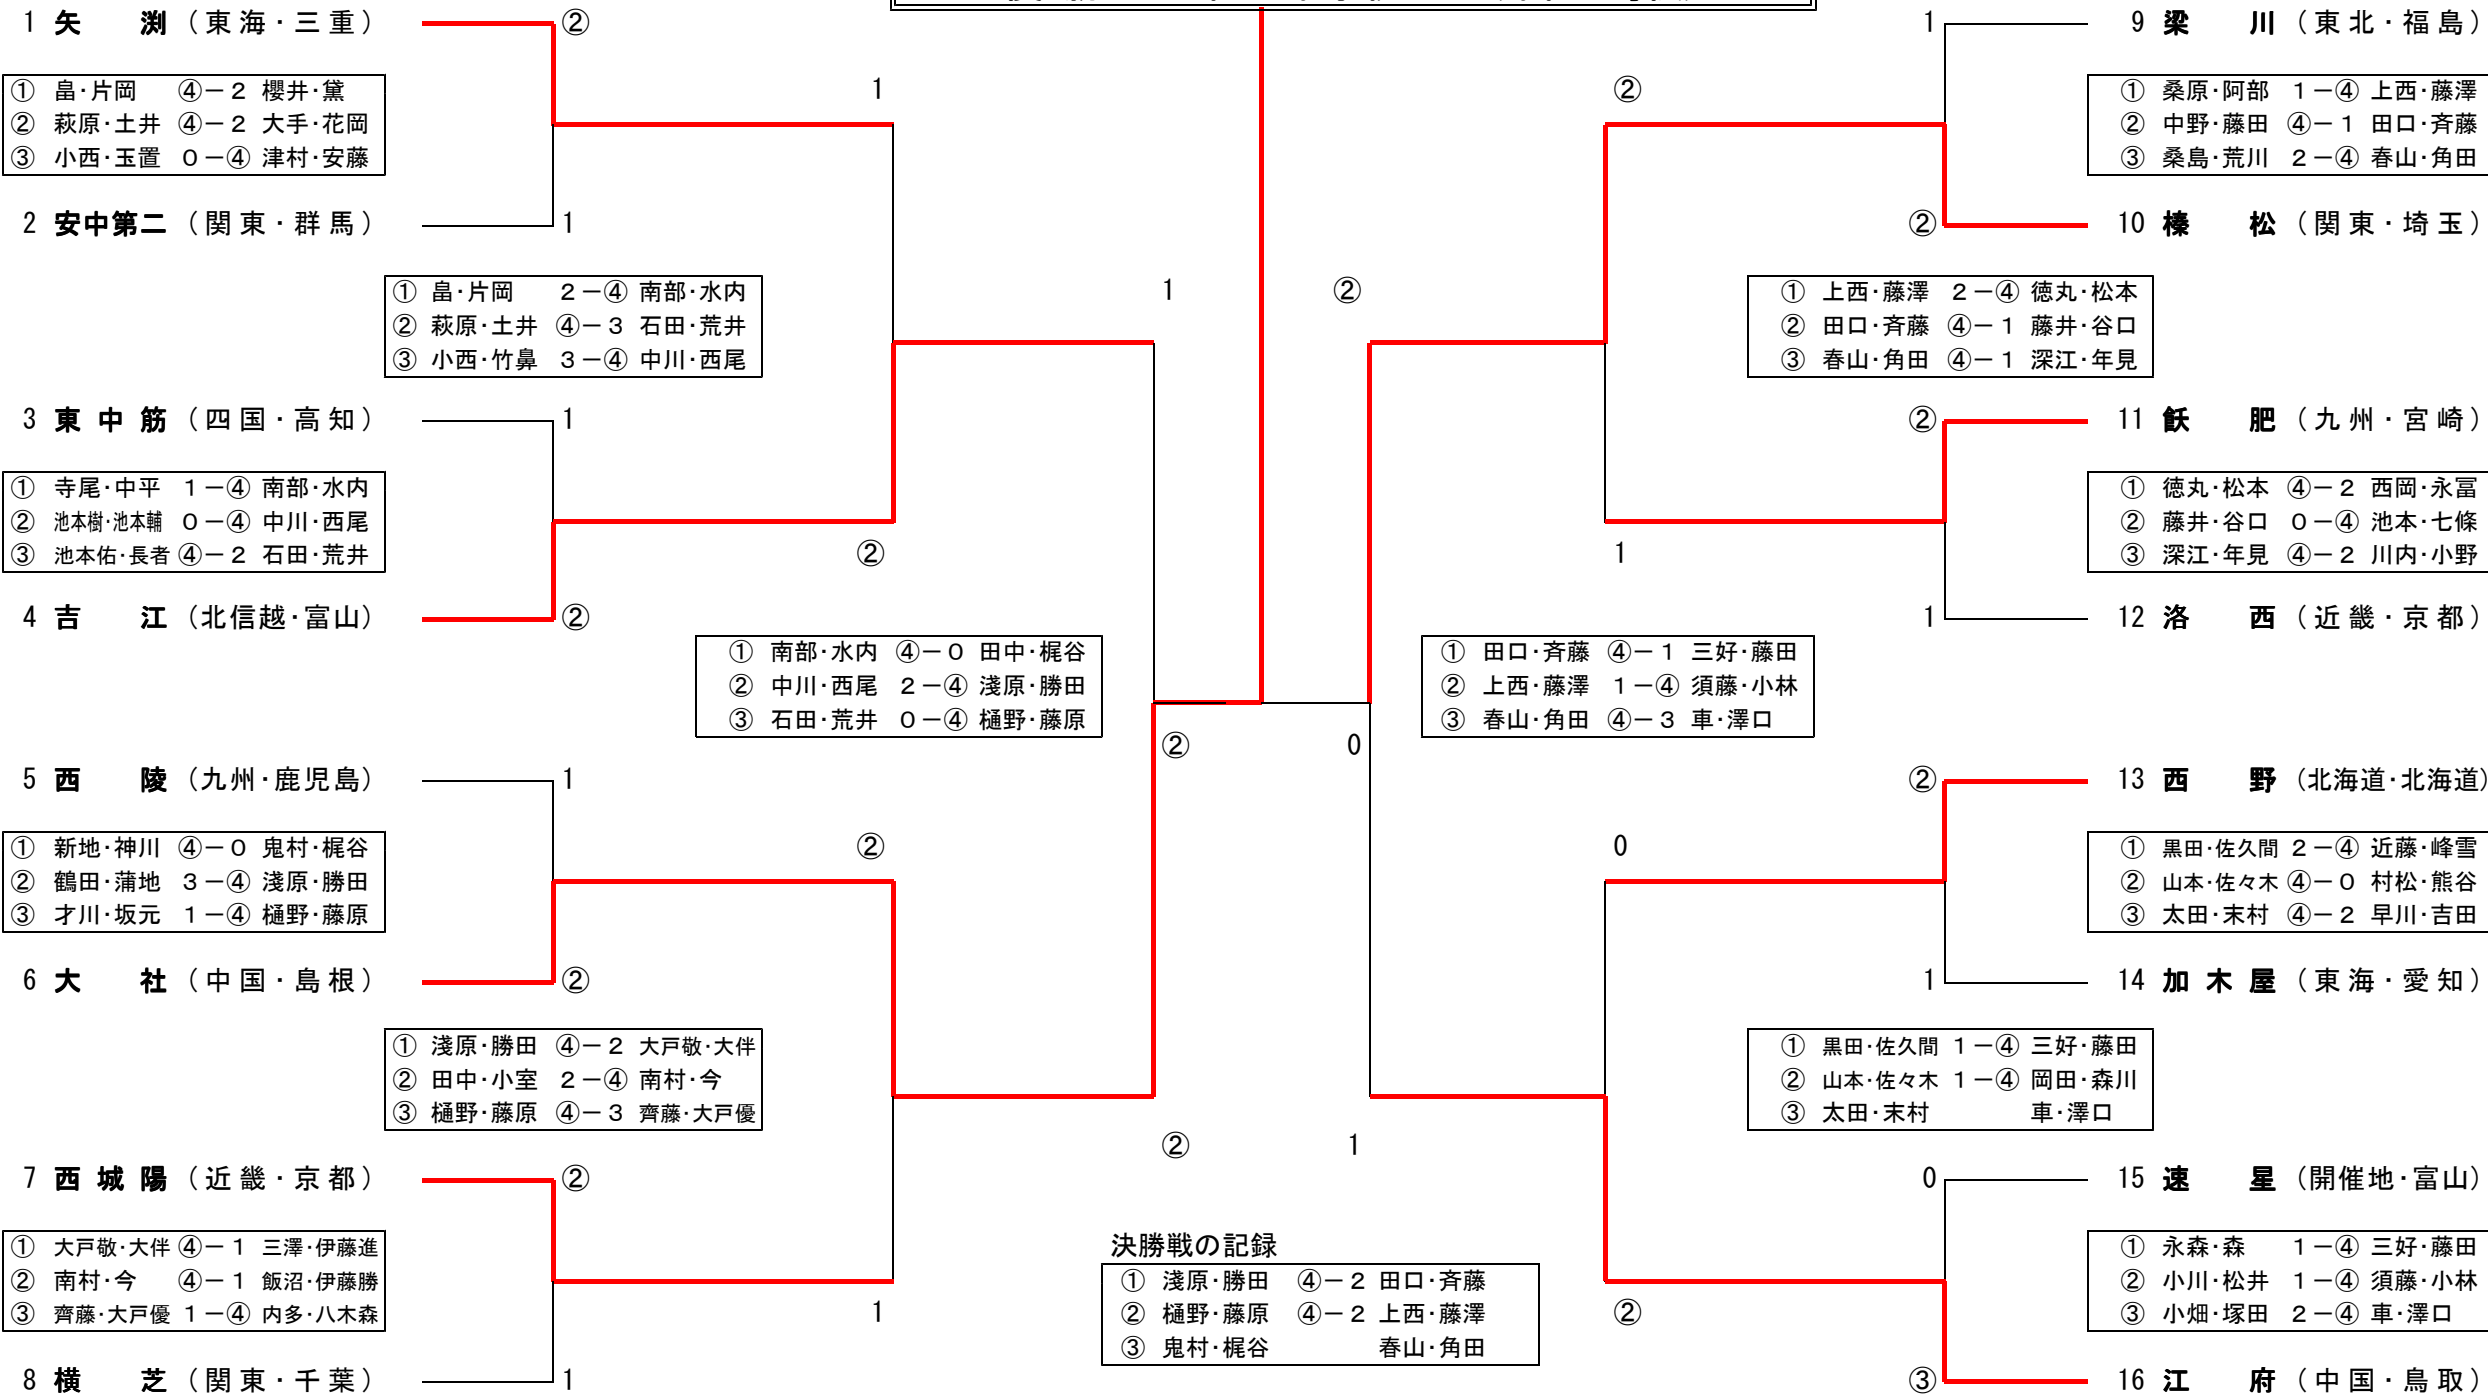 1 矢渕 （東海・三重） ②
① 畠・片岡 ④－2 櫻井・黛
② 萩原・土井 ④－2 大手・花岡
③ 小西・玉置 0－④ 津村・安藤
2 安中第二 （関東・群馬） 1
1
① 畠・片岡 2－④ 南部・水内
② 萩原・土井 ④－3 石田・荒井
③ 小西・竹鼻 3－④ 中川・西尾
3 東中筋 （四国・高知） 1
① 寺尾・中平 1－④ 南部・水内
② 池本樹・池本輔 0－④ 中川・西尾
③ 池本佑・長者 ④－2 石田・荒井
②
4 吉江 （北信越・富山） ②
1
① 南部・水内 ④－0 田中・梶谷
② 中川・西尾 2－④ 淺原・勝田
③ 石田・荒井 0－④ 樋野・藤原
②
5 西陵 （九州・鹿児島） 1
① 新地・神川 ④－0 鬼村・梶谷
② 鶴田・蒲地 3－④ 淺原・勝田
③ 才川・坂元 1－④ 樋野・藤原
②
6 大社 （中国・島根） ②
① 淺原・勝田 ④－2 大戸敬・大伴
② 田中・小室 2－④ 南村・今
③ 樋野・藤原 ④－3 齊藤・大戸優
②
7 西城陽 （近畿・京都） ②
① 大戸敬・大伴 ④－1 三澤・伊藤進
② 南村・今 ④－1 飯沼・伊藤勝
③ 齊藤・大戸優 1－④ 内多・八木森
1
8 横芝 （関東・千葉） 1
決勝戦の記録
① 淺原・勝田 ④－2 田口・斉藤
② 樋野・藤原 ④－2 上西・藤澤
③ 鬼村・梶谷 春山・角田
1 9 梁川 （東北・福島）
① 桑原・阿部 1－④ 上西・藤澤
② 中野・藤田 ④－1 田口・斉藤
③ 桑島・荒川 2－④ 春山・角田
②
② 10 榛松 （関東・埼玉）
② 
① 上西・藤澤 2－④ 徳丸・松本
② 田口・斉藤 ④－1 藤井・谷口
③ 春山・角田 ④－1 深江・年見
② 11 飫肥 （九州・宮崎）
① 徳丸・松本 ④－2 西岡・永冨
② 藤井・谷口 0－④ 池本・七條
③ 深江・年見 ④－2 川内・小野
1
1 12 洛西 （近畿・京都）
① 田口・斉藤 ④－1 三好・藤田
② 上西・藤澤 1－④ 須藤・小林
③ 春山・角田 ④－3 車・澤口
0
② 13 西野 （北海道・北海道）
① 黒田・佐久間 2－④ 近藤・峰雪
② 山本・佐々木 ④－0 村松・熊谷
③ 太田・末村 ④－2 早川・吉田
0
1 14 加木屋 （東海・愛知）
① 黒田・佐久間 1－④ 三好・藤田
② 山本・佐々木 1－④ 岡田・森川
③ 太田・末村 車・澤口
1
0 15 速星 （開催地・富山）
① 永森・森 1－④ 三好・藤田
② 小川・松井 1－④ 須藤・小林
③ 小畑・塚田 2－④ 車・澤口
②
③ 16 江府 （中国・鳥取）